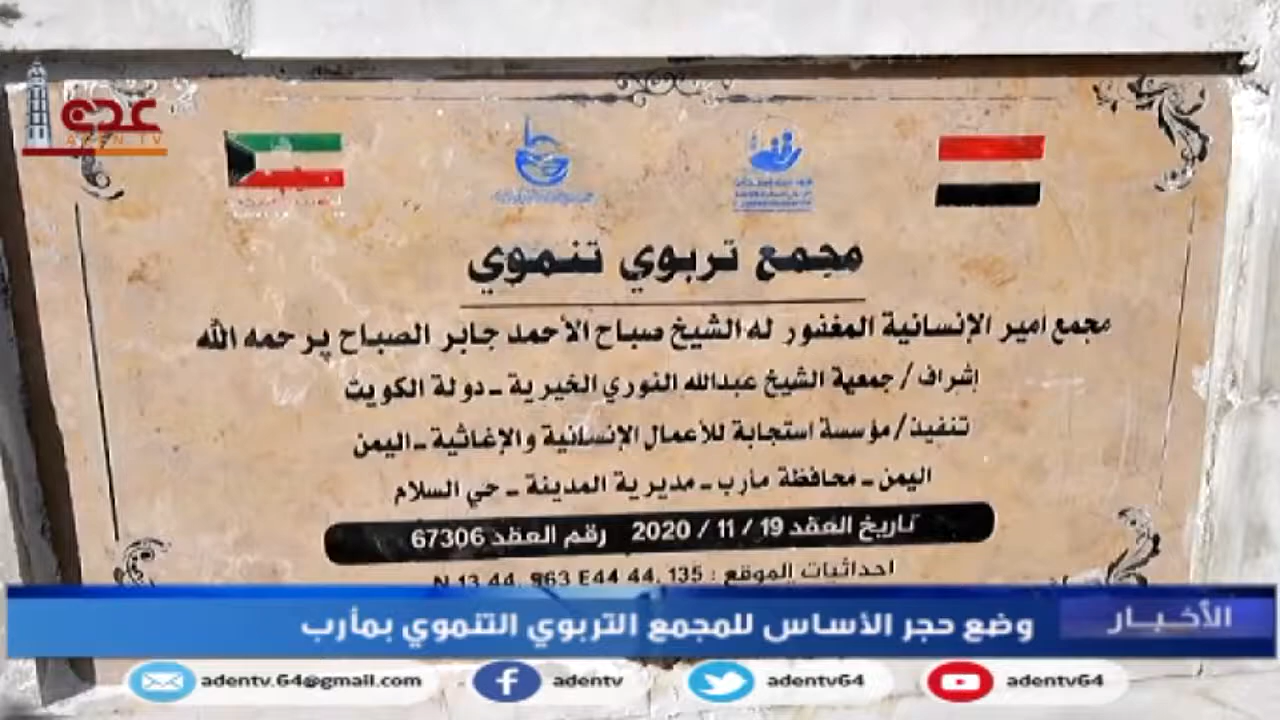 عدن
ADEN TV
مجمع تربوي تنموي
مجمع امير الإنسانية المغفور له الشيخ صباح الأحمد جابر الصباح يرحمه الله
إشراف / جمعية الشيخ عبدالله النوري الخيرية - دولة الكويت
تنفيذ / مؤسسة استجابة للأعمال الإنسانية والإغاثية - اليمن
اليمن - محافظة مأرب - مديرية المدينة - حي السلام
تاريخ العقد 19 / 11 / 2020 رقم العقد 67306
احداثيات الموقع : N 13 44. 963 E44 44. 135
الأخبار
وضع حجر الأساس للمجمع التربوي التنموي بمأرب
adentv.64@gmail.com
adentv
adentv64
adentv64